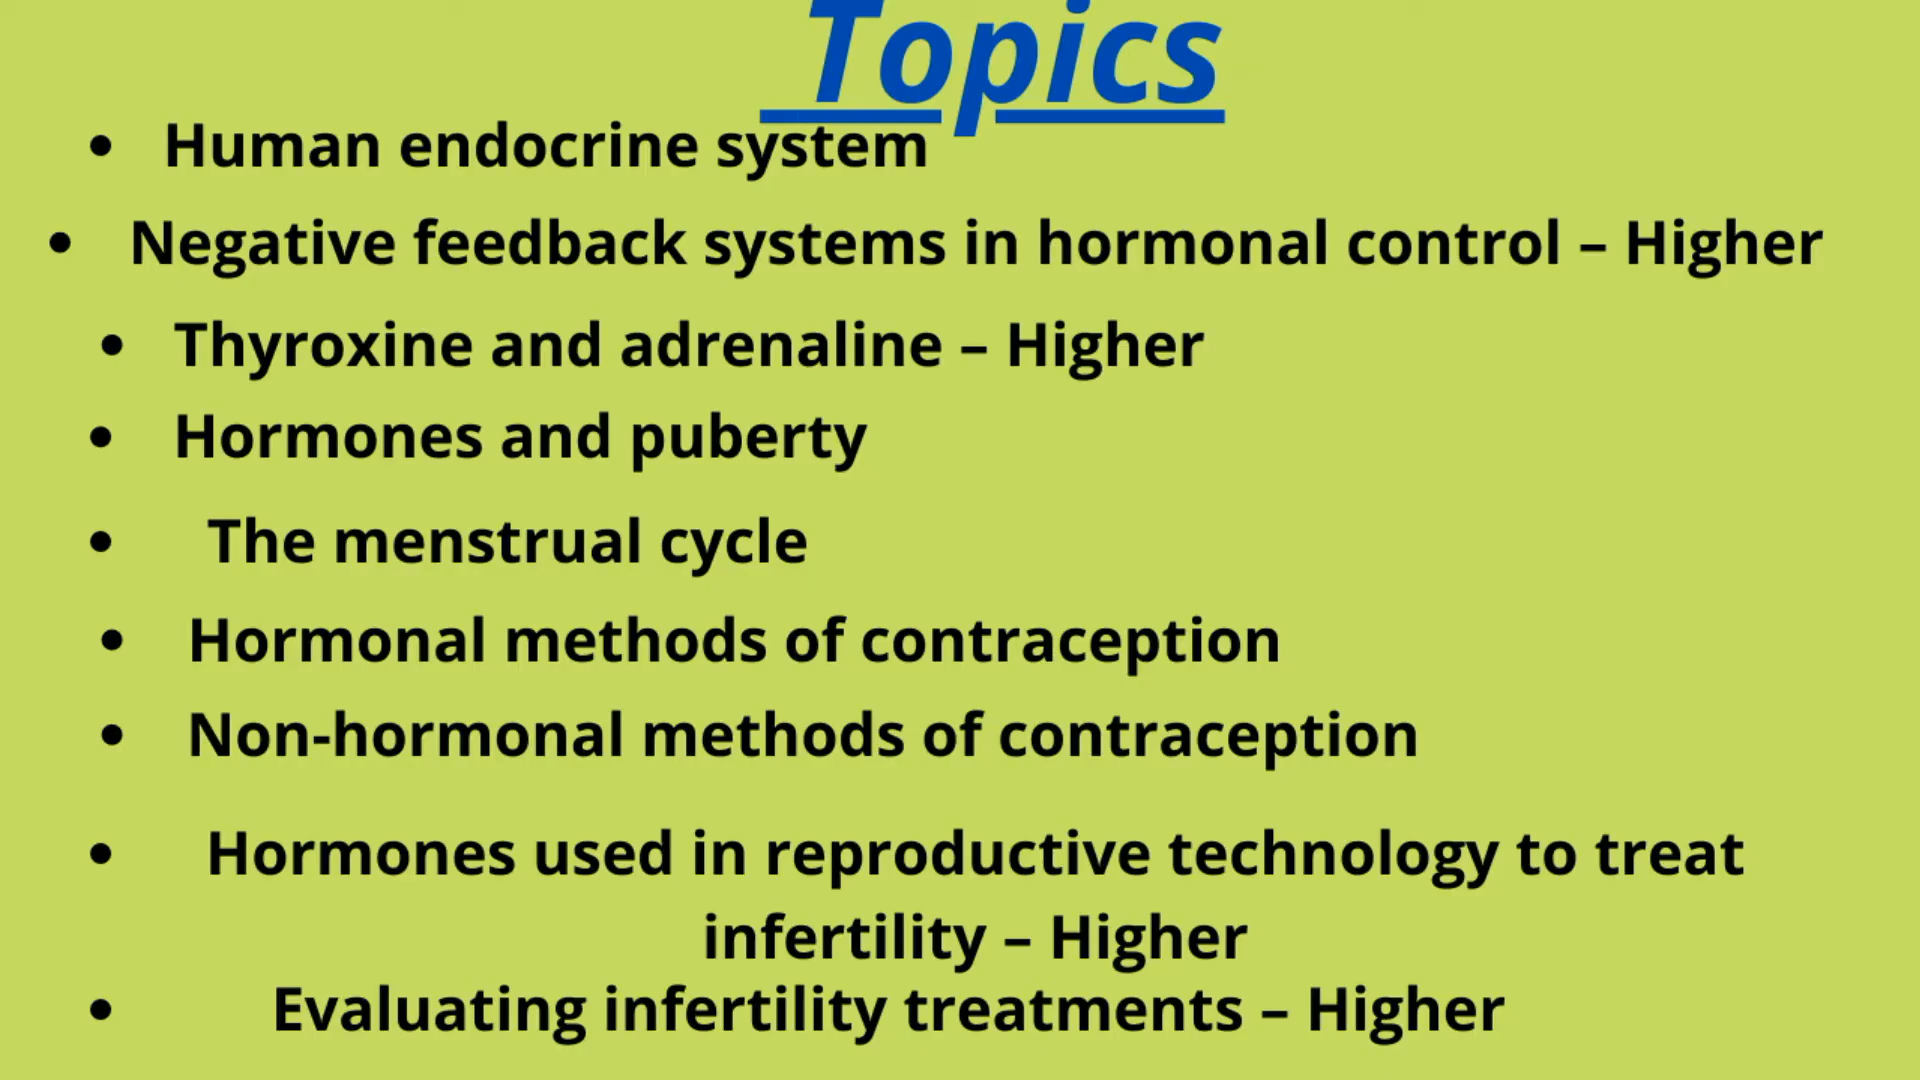 Topics
• Human endocrine system
• Negative feedback systems in hormonal control – Higher
• Thyroxine and adrenaline – Higher
• Hormones and puberty
• The menstrual cycle
• Hormonal methods of contraception
• Non-hormonal methods of contraception
• Hormones used in reproductive technology to treat
infertility – Higher
• Evaluating infertility treatments – Higher